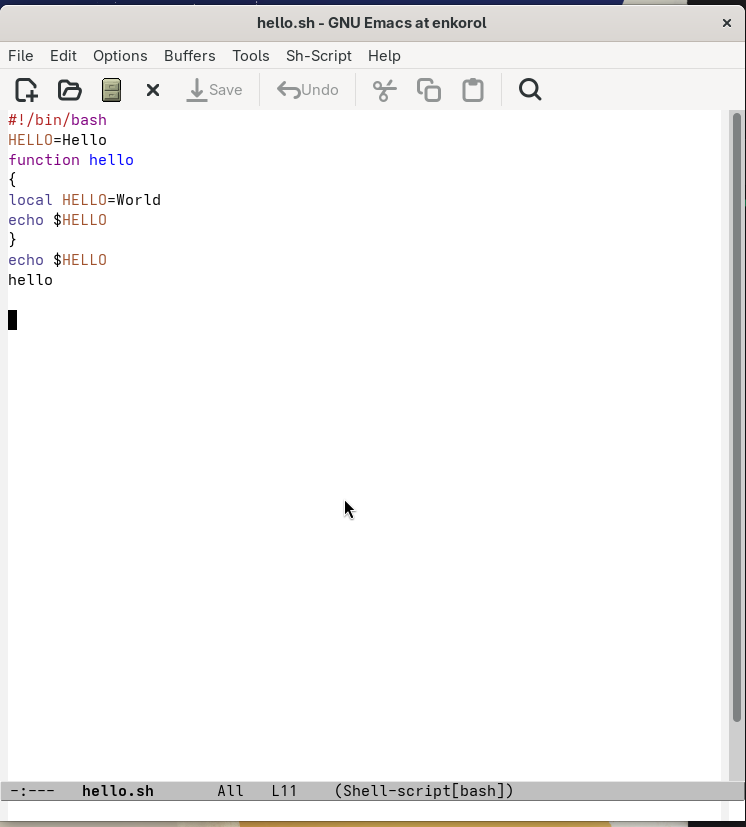 hello.sh - GNU Emacs at enkorol
File Edit Options Buffers Tools Sh-Script Help
Save Undo
#!/bin/bash
HELLO=Hello
function hello
{
local HELLO=World
echo $HELLO
}
echo $HELLO
hello
-:--- hello.sh All L11 (Shell-script[bash])